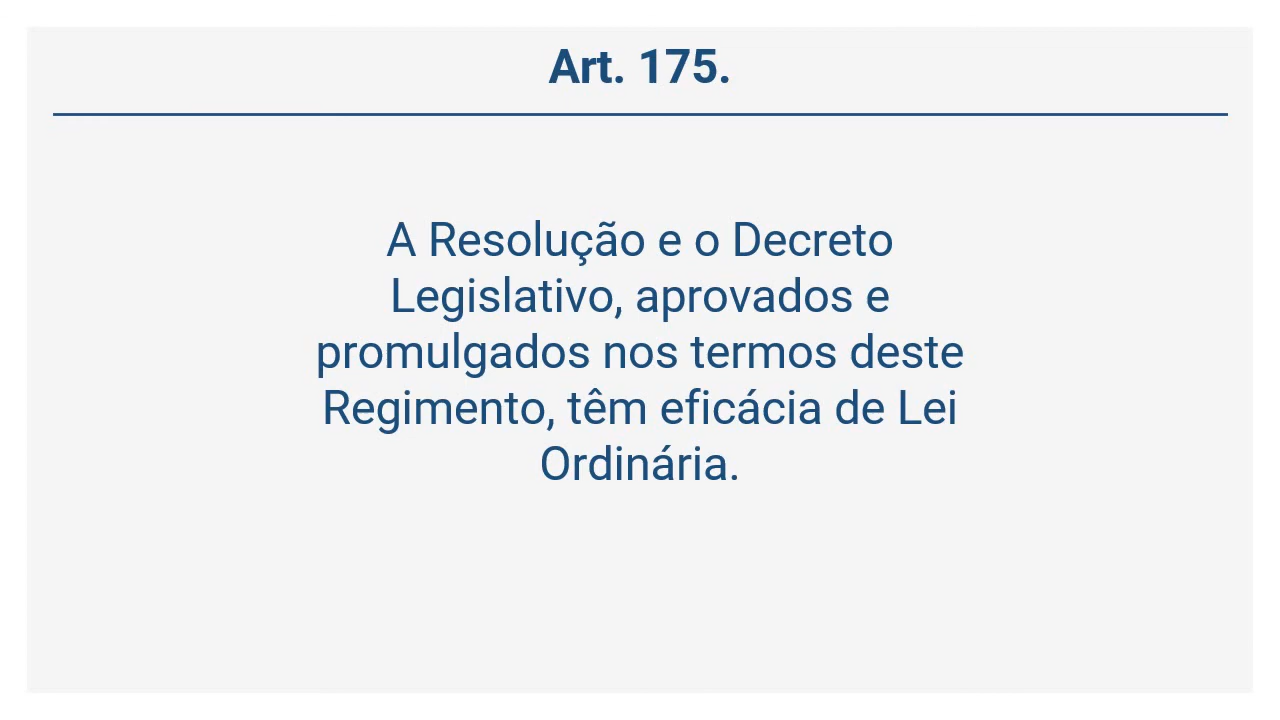 Art. 175.
A Resolução e o Decreto
Legislativo, aprovados e
promulgados nos termos deste
Regimento, têm eficácia de Lei
Ordinária.